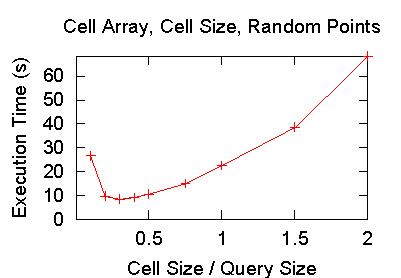 Cell Array, Cell Size, Random Points
Execution Time (s)
60
50
40
30
20
10
0
0.5 1 1.5 2
Cell Size / Query Size